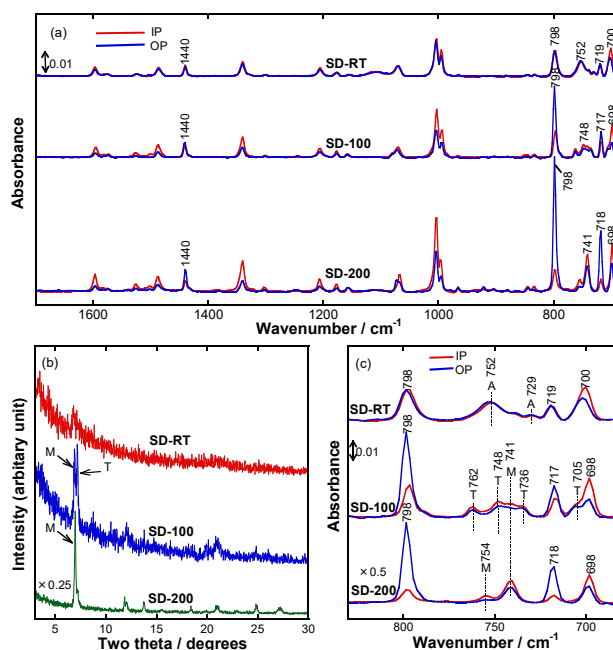 (a)
IP
OP
0.01
SD-RT
1440
798
752
719
700
SD-100
1440
798
748
717
698
SD-200
1440
798
741
718
698
Absorbance
1600
1400
1200
1000
800
Wavenumber / cm-1
(b)
SD-RT
M
T
SD-100
M
× 0.25
SD-200
Intensity (arbitary unit)
5
10
15
20
25
30
Two theta / degrees
(c)
IP
OP
798
752
A
729
A
719
700
SD-RT
0.01
798
762
T
748
T
741
M
736
T
717
705
T
698
SD-100
798
× 0.5
754
M
741
718
698
SD-200
Absorbance
800
750
700
Wavenumber / cm-1